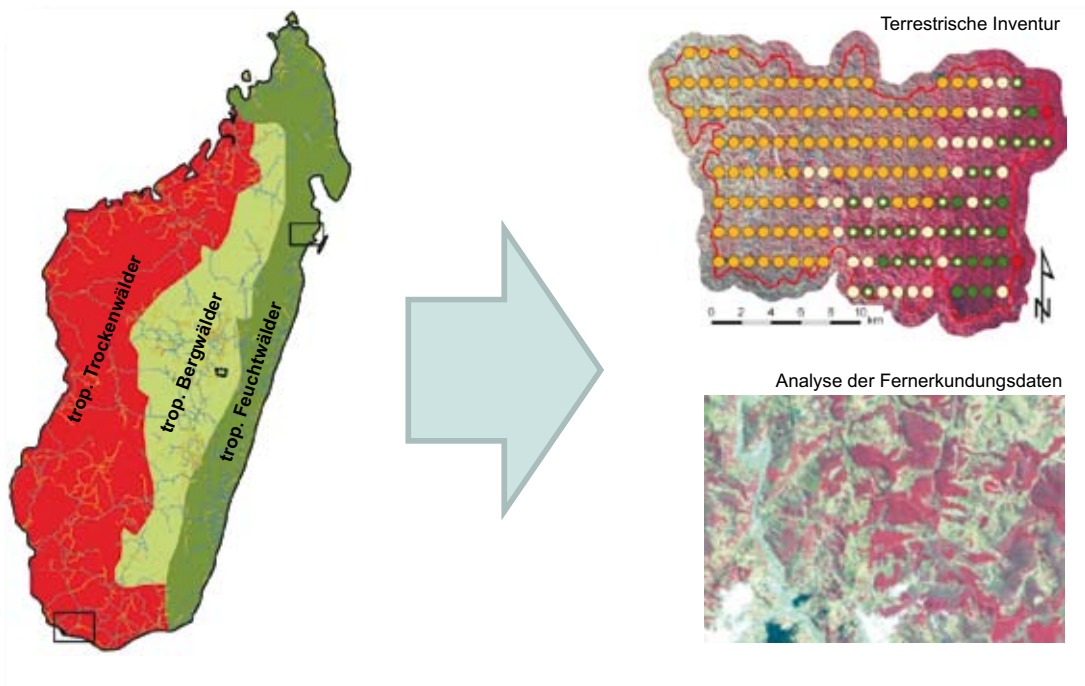 Terrestrische Inventur
trop. Trockenwälder
trop. Bergwälder
trop. Feuchtwälder
0 2 4 6 8 10
km
N
Analyse der Fernerkundungsdaten